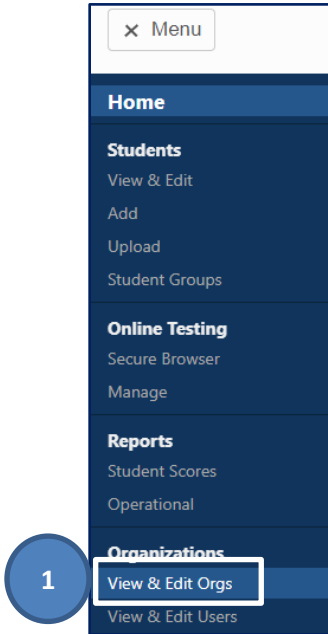 × Menu
Home
Students
View & Edit
Add
Upload
Student Groups
Online Testing
Secure Browser
Manage
Reports
Student Scores
Operational
Organizations
1
View & Edit Orgs
View & Edit Users